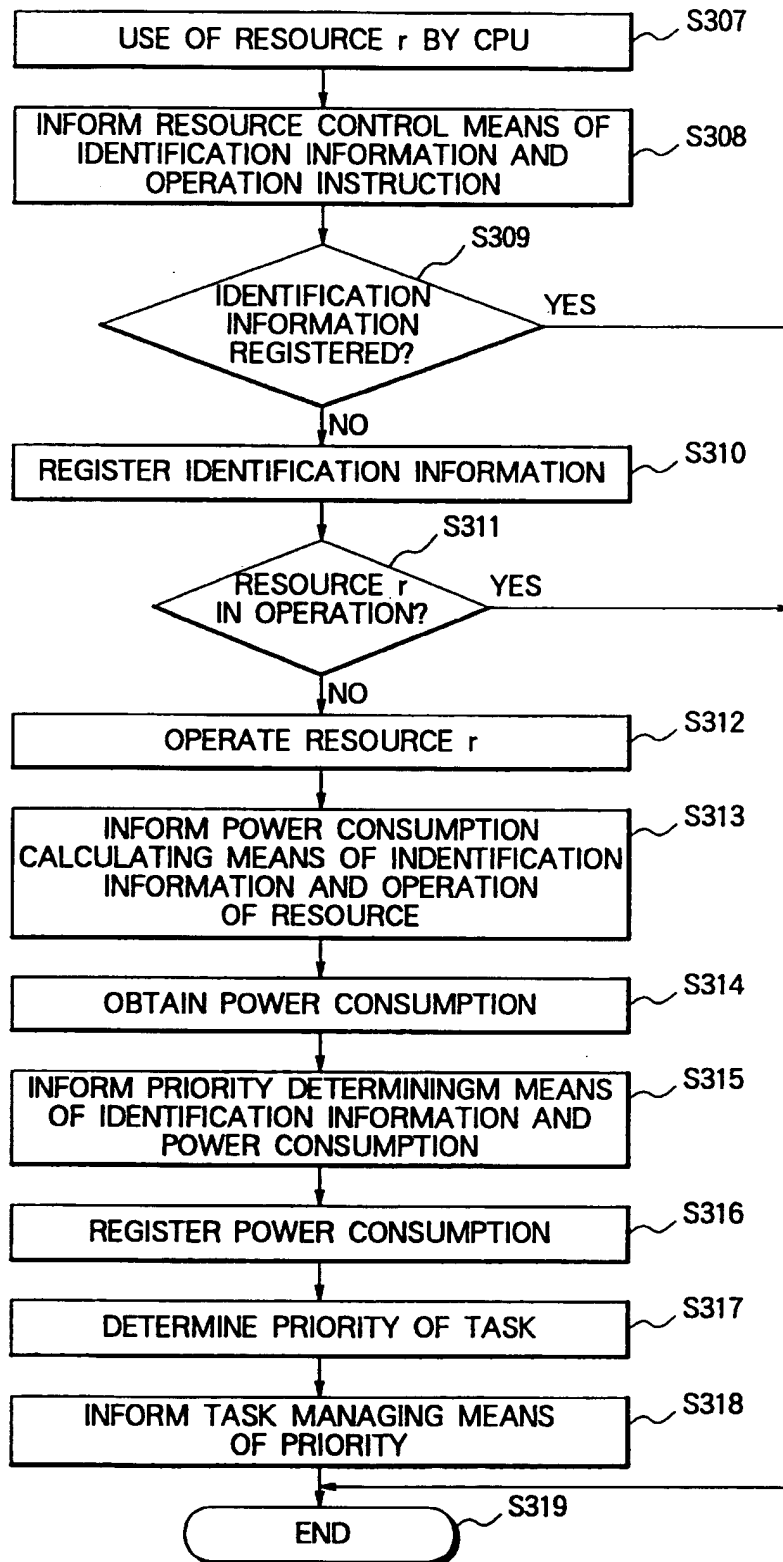 USE OF RESOURCE r BY CPU
S307
INFORM RESOURCE CONTROL MEANS OF
IDENTIFICATION INFORMATION AND
OPERATION INSTRUCTION
S308
S309
IDENTIFICATION
INFORMATION
REGISTERED?
YES
NO
REGISTER IDENTIFICATION INFORMATION
S310
S311
RESOURCE r
IN OPERATION?
YES
NO
OPERATE RESOURCE r
S312
INFORM POWER CONSUMPTION
CALCULATING MEANS OF INDENTIFICATION
INFORMATION AND OPERATION
OF RESOURCE
S313
OBTAIN POWER CONSUMPTION
S314
INFORM PRIORITY DETERMININGM MEANS
OF IDENTIFICATION INFORMATION AND
POWER CONSUMPTION
S315
REGISTER POWER CONSUMPTION
S316
DETERMINE PRIORITY OF TASK
S317
INFORM TASK MANAGING MEANS
OF PRIORITY
S318
END
S319